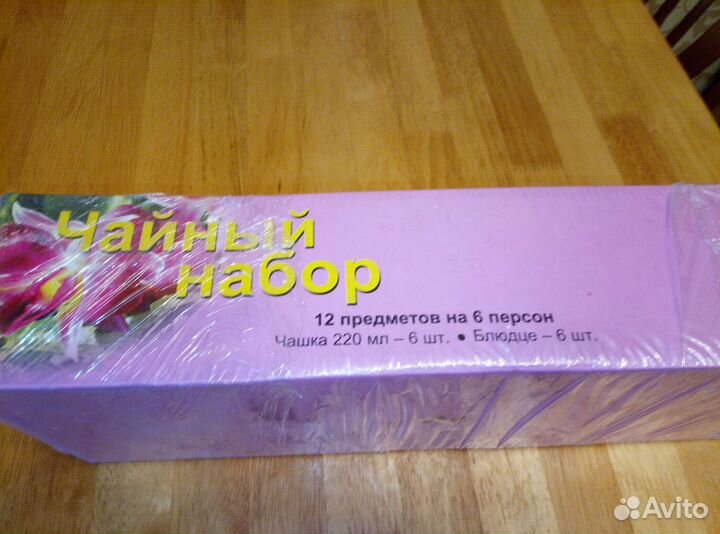 Чайный
набор
12 предметов на 6 персон
Чашка 220 мл – 6 шт. • Блюдце – 6 шт.
Avito